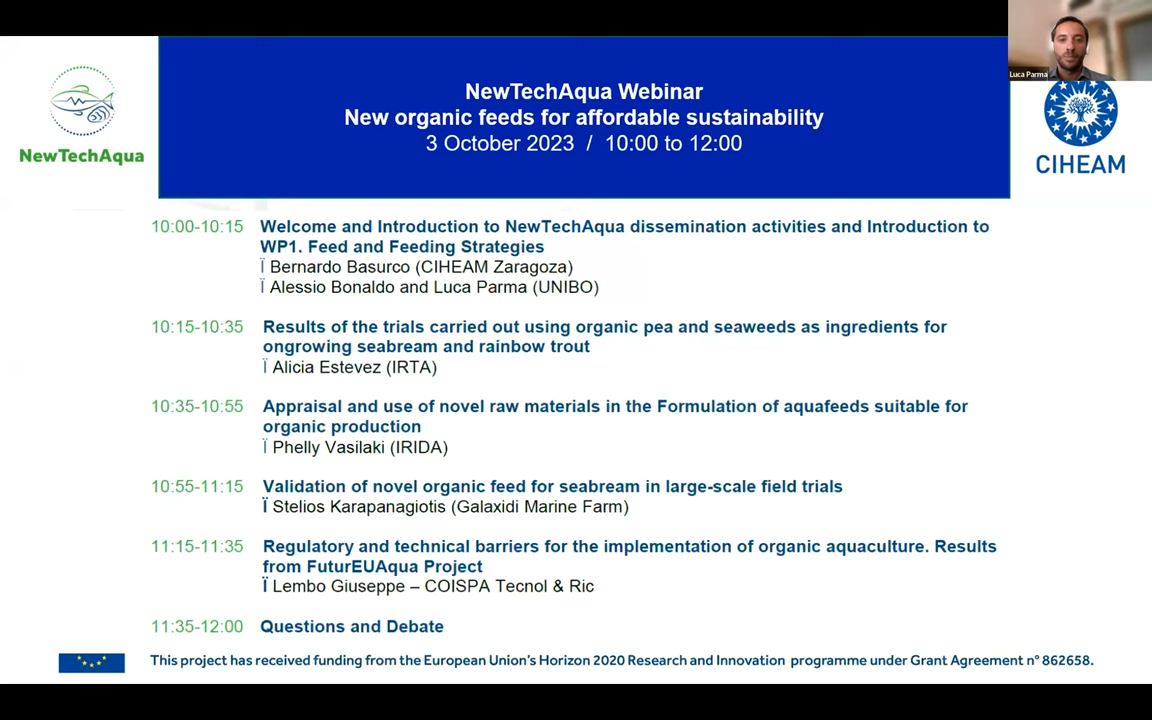 Luca Parma
NewTechAqua
NewTechAqua Webinar
New organic feeds for affordable sustainability
3 October 2023 / 10:00 to 12:00
CIHEAM
10:00-10:15 Welcome and Introduction to NewTechAqua dissemination activities and Introduction to
WP1. Feed and Feeding Strategies
Ï Bernardo Basurco (CIHEAM Zaragoza)
Ï Alessio Bonaldo and Luca Parma (UNIBO)
10:15-10:35 Results of the trials carried out using organic pea and seaweeds as ingredients for
ongrowing seabream and rainbow trout
Ï Alicia Estevez (IRTA)
10:35-10:55 Appraisal and use of novel raw materials in the Formulation of aquafeeds suitable for
organic production
Ï Phelly Vasilaki (IRIDA)
10:55-11:15 Validation of novel organic feed for seabream in large-scale field trials
Ï Stelios Karapanagiotis (Galaxidi Marine Farm)
11:15-11:35 Regulatory and technical barriers for the implementation of organic aquaculture. Results
from FuturEUAqua Project
Ï Lembo Giuseppe – COISPA Tecnol & Ric
11:35-12:00 Questions and Debate
This project has received funding from the European Union's Horizon 2020 Research and Innovation programme under Grant Agreement n° 862658.